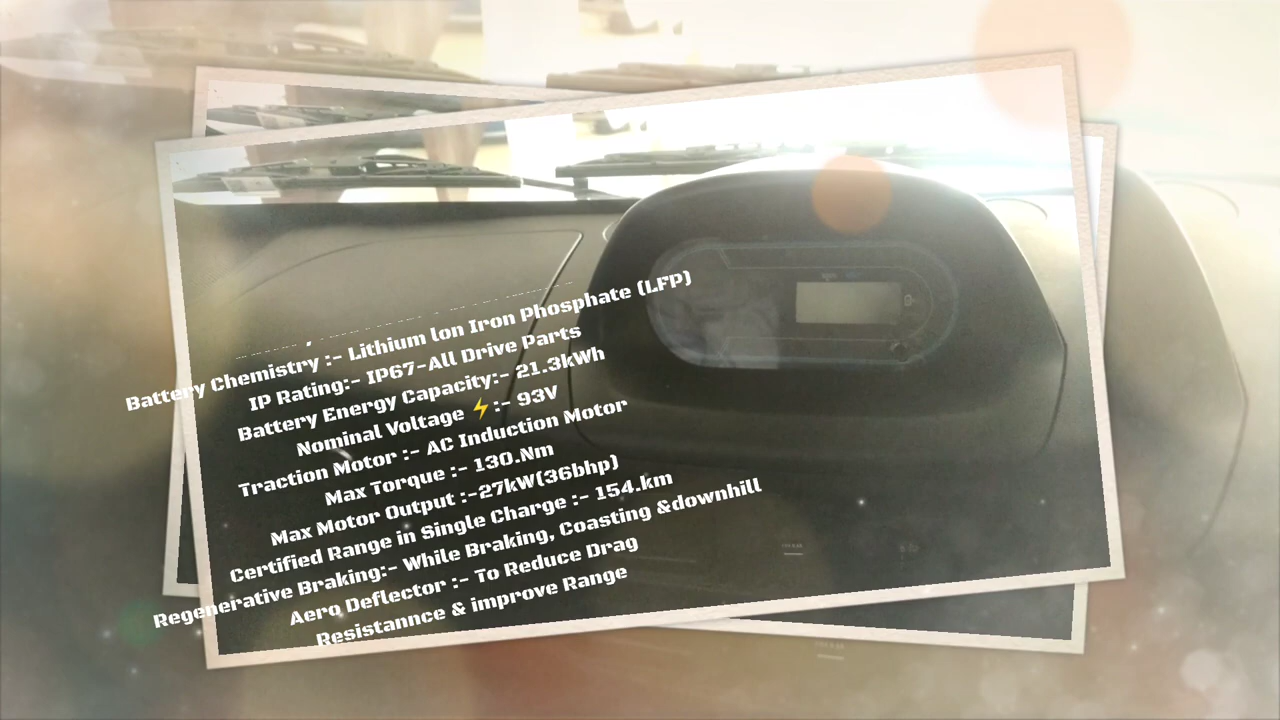 Battery Chemistry :- Lithium lon Iron Phosphate (LFP)
IP Rating:- IP67-All Drive Parts
Battery Energy Capacity:- 21.3kWh
Nominal Voltage ⚡:- 93V
Traction Motor :- AC Induction Motor
Max Torque :- 130.Nm
Max Motor Output :-27kW(36bhp)
Certified Range in Single Charge :- 154.km
Regenerative Braking:- While Braking, Coasting &downhill
Aero Deflector :- To Reduce Drag
Resistannce & improve Range